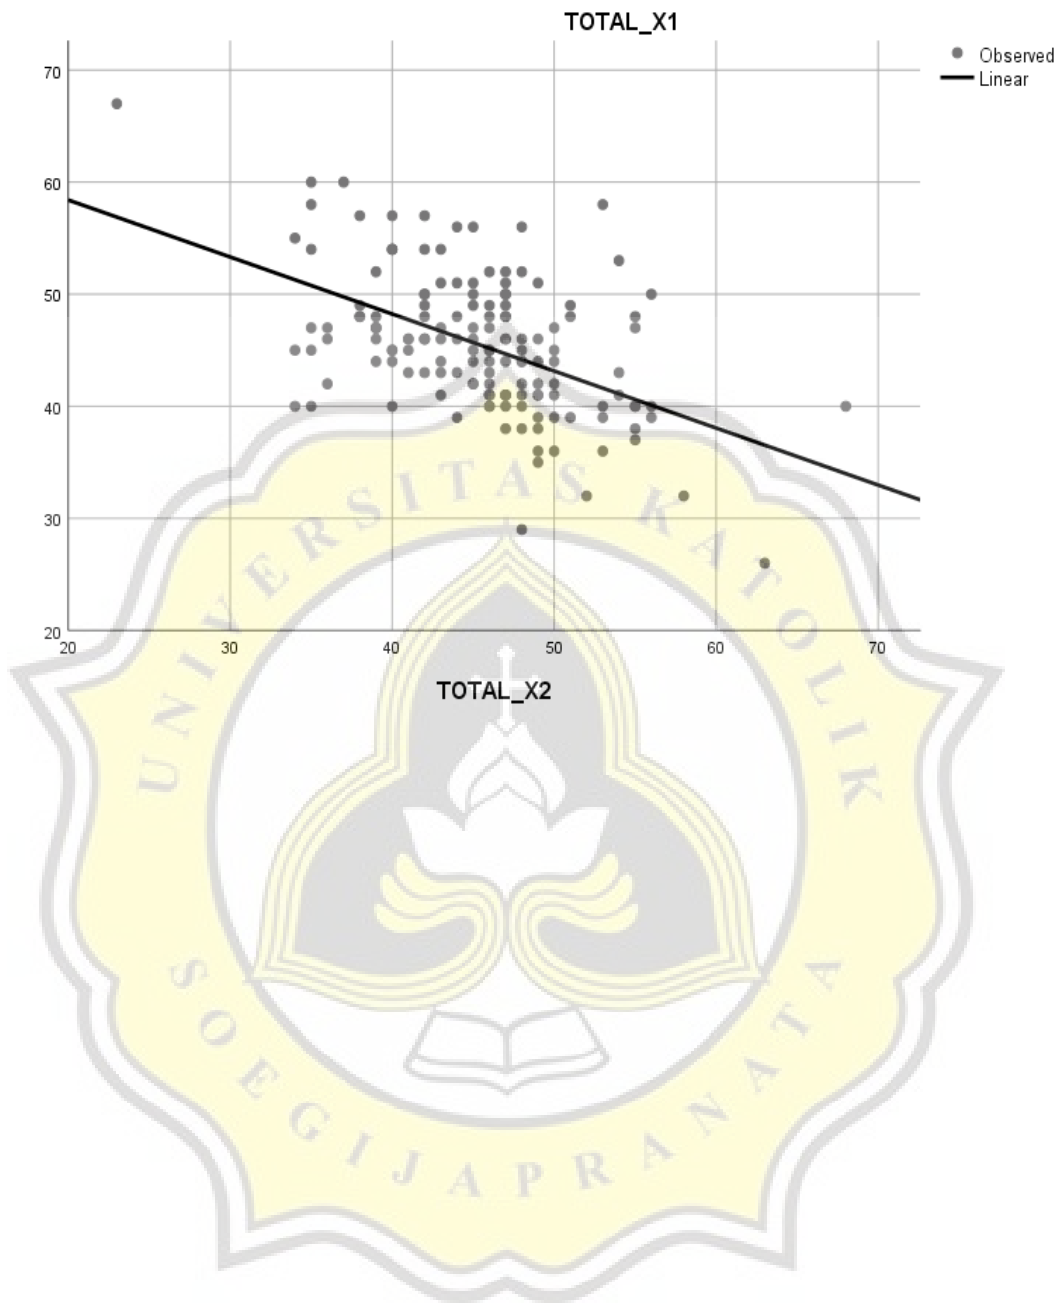 TOTAL_X1
Observed
Linear
70
60
50
40
30
20
20 30 40 50 60 70
TOTAL_X2
UNIVERSITAS KATOLIK
SOEGIJAPRANATA